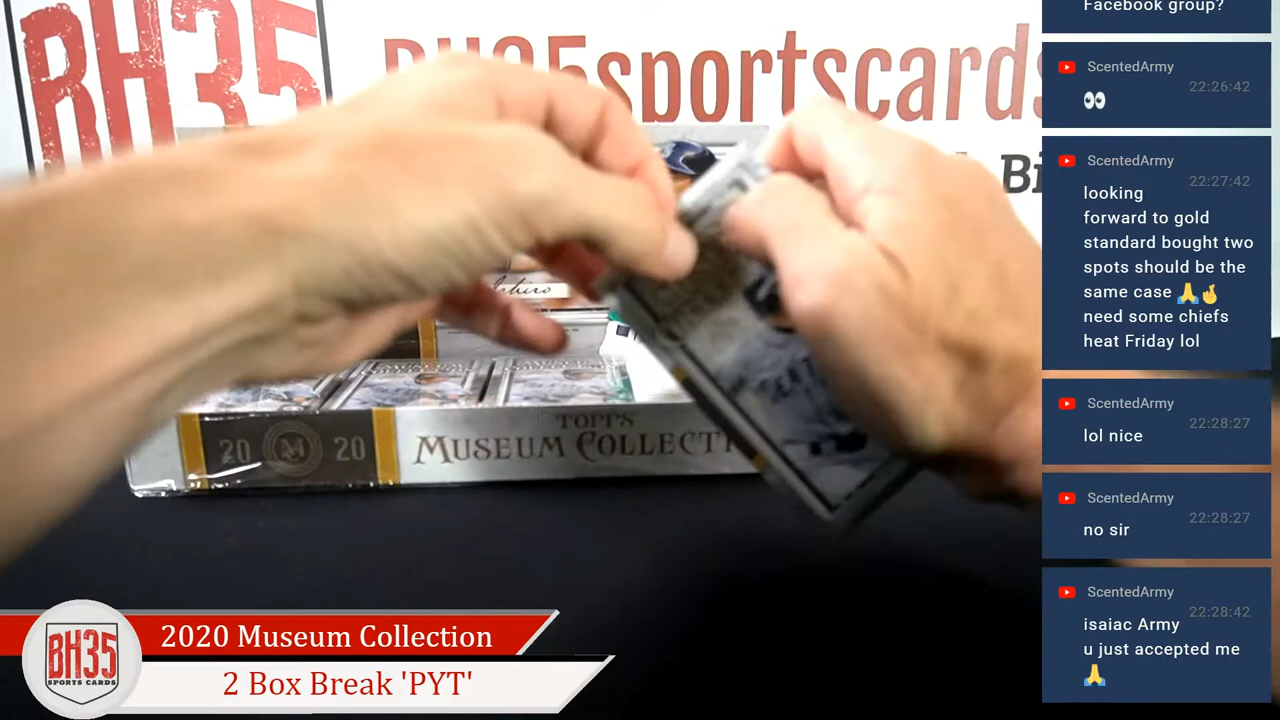 BH35
BH35sportscards
Bi
Ichiro
TOPPS
20 M 20
MUSEUM COLLECTI
BH35
SPORTS CARDS
2020 Museum Collection
2 Box Break 'PYT'
Facebook group?
ScentedArmy
22:26:42
👀
ScentedArmy
22:27:42
looking
forward to gold
standard bought two
spots should be the
same case 🙏🤞
need some chiefs
heat Friday lol
ScentedArmy
22:28:27
lol nice
ScentedArmy
22:28:27
no sir
ScentedArmy
22:28:42
isaiac Army
u just accepted me
🙏